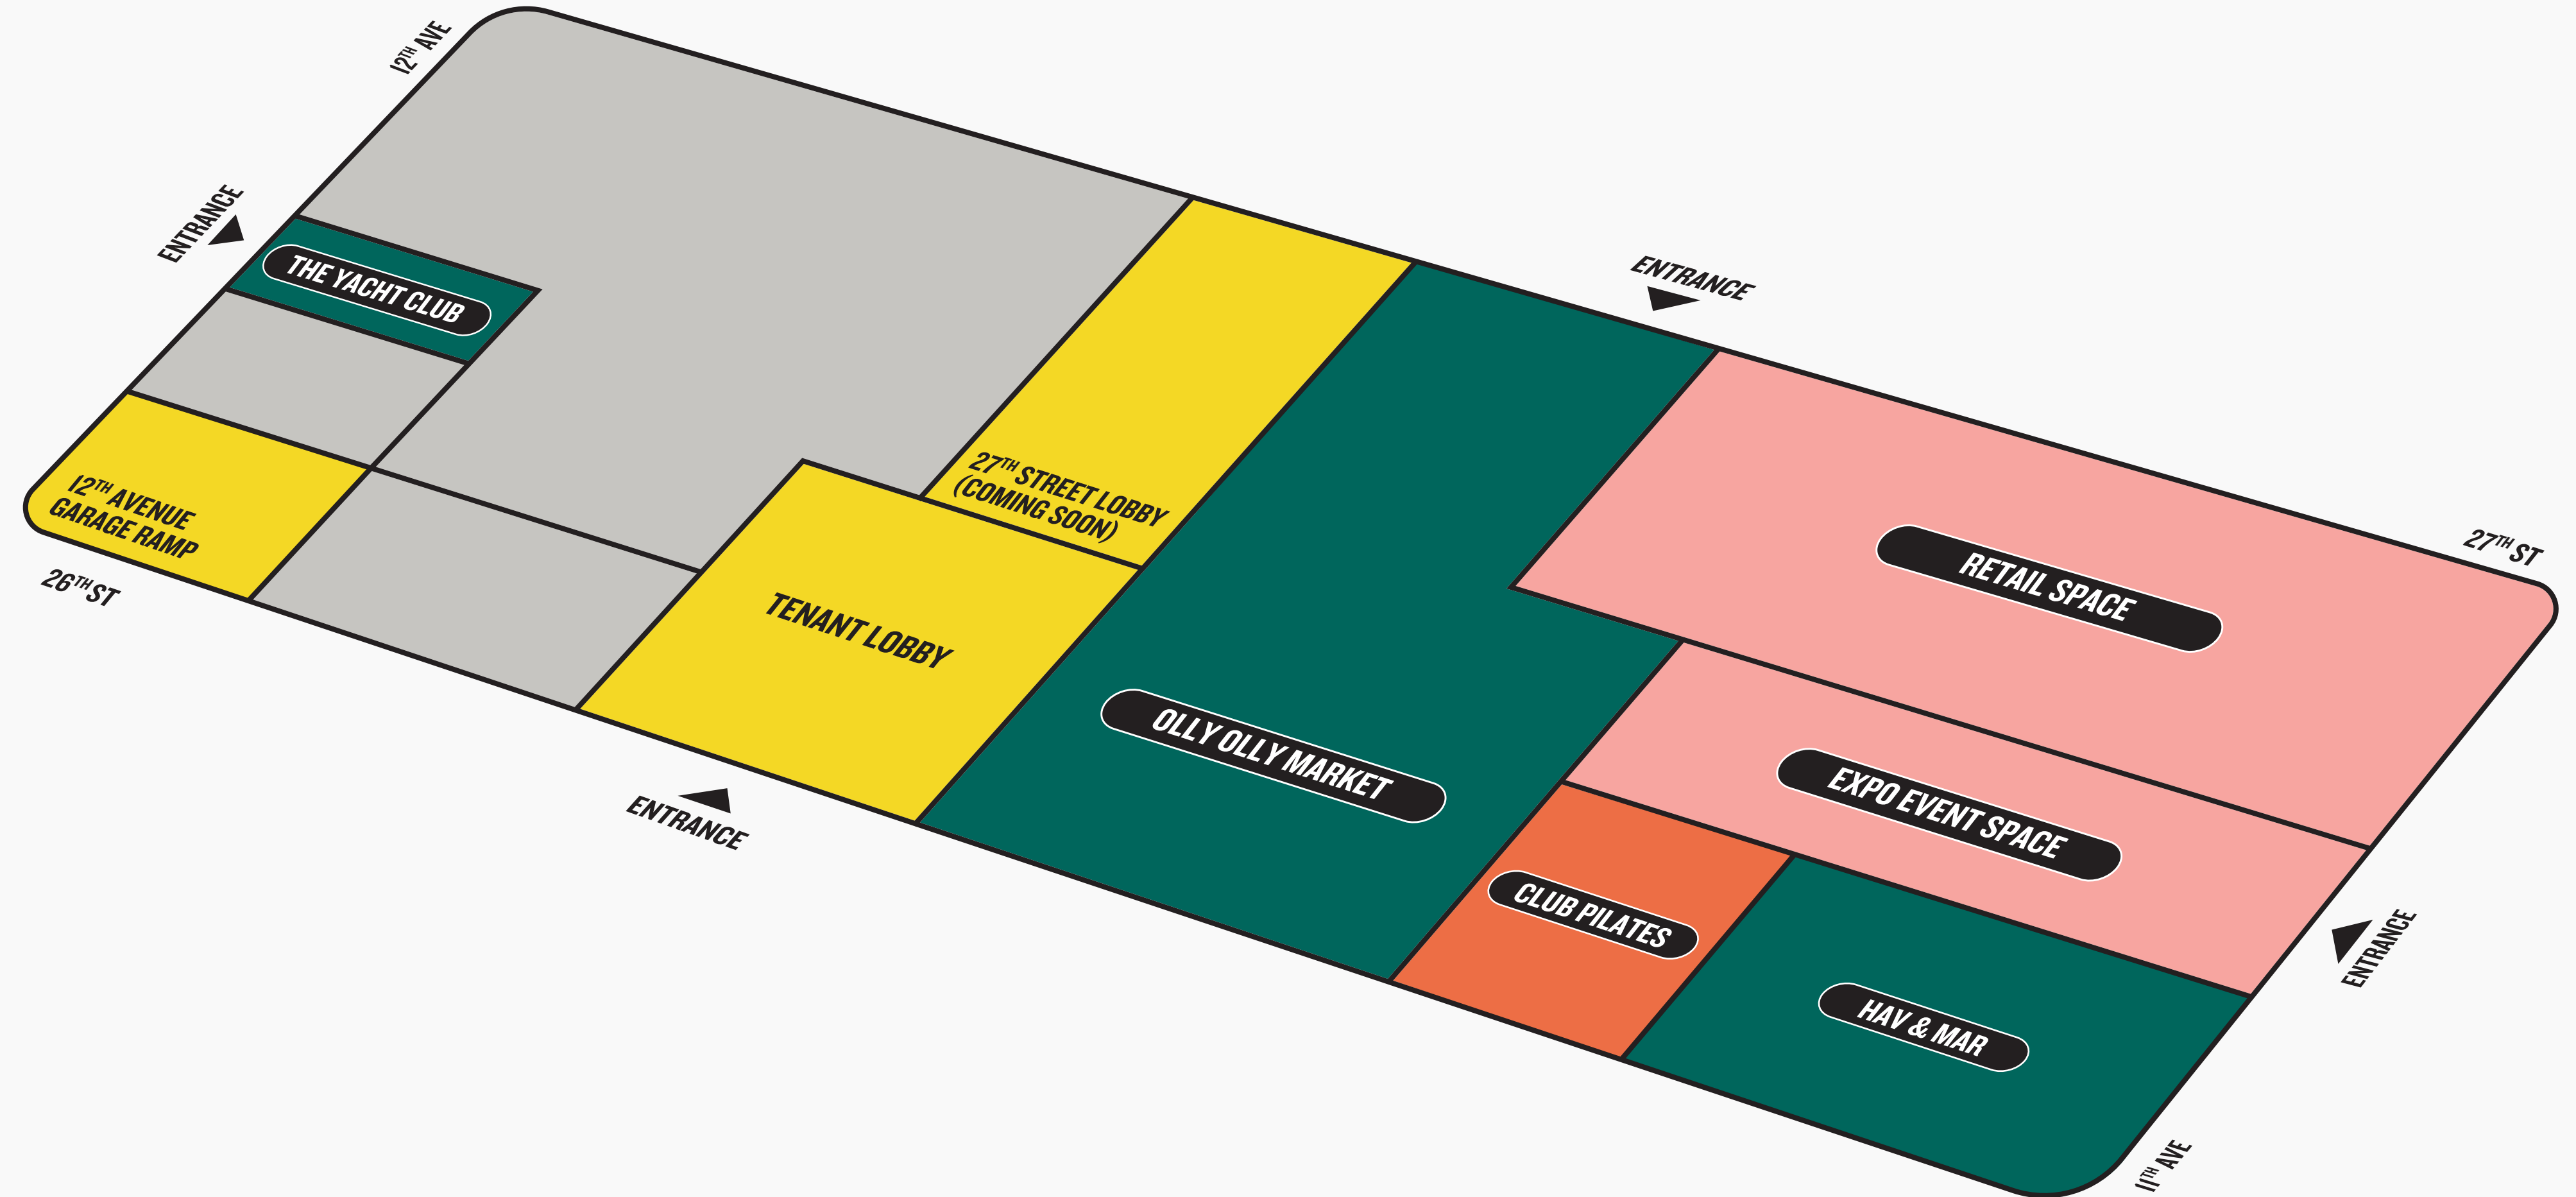 12TH AVE
ENTRANCE
THE YACHT CLUB
12TH AVENUE
GARAGE RAMP
26TH ST
27TH STREET LOBBY
(COMING SOON)
TENANT LOBBY
ENTRANCE
ENTRANCE
OLLY OLLY MARKET
RETAIL SPACE
27TH ST
EXPO EVENT SPACE
CLUB PILATES
HAV & MAR
ENTRANCE
11TH AVE